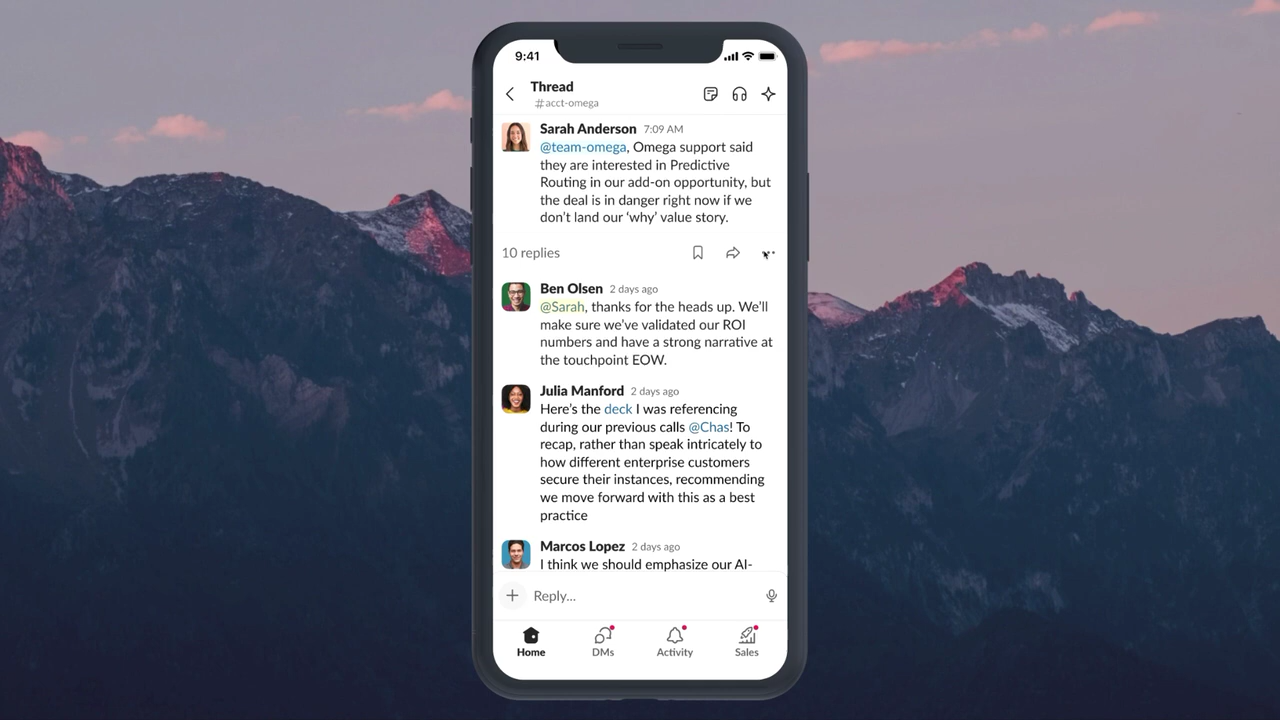 9:41
Thread
#acct-omega
Sarah Anderson 7:09 AM
@team-omega, Omega support said
they are interested in Predictive
Routing in our add-on opportunity, but
the deal is in danger right now if we
don't land our ‘why’ value story.
10 replies
Ben Olsen 2 days ago
@Sarah, thanks for the heads up. We'll
make sure we've validated our ROI
numbers and have a strong narrative at
the touchpoint EOW.
Julia Manford 2 days ago
Here's the deck I was referencing
during our previous calls @Chas! To
recap, rather than speak intricately to
how different enterprise customers
secure their instances, recommending
we move forward with this as a best
practice
Marcos Lopez 2 days ago
I think we should emphasize our AI-
Reply...
Home DMs Activity Sales